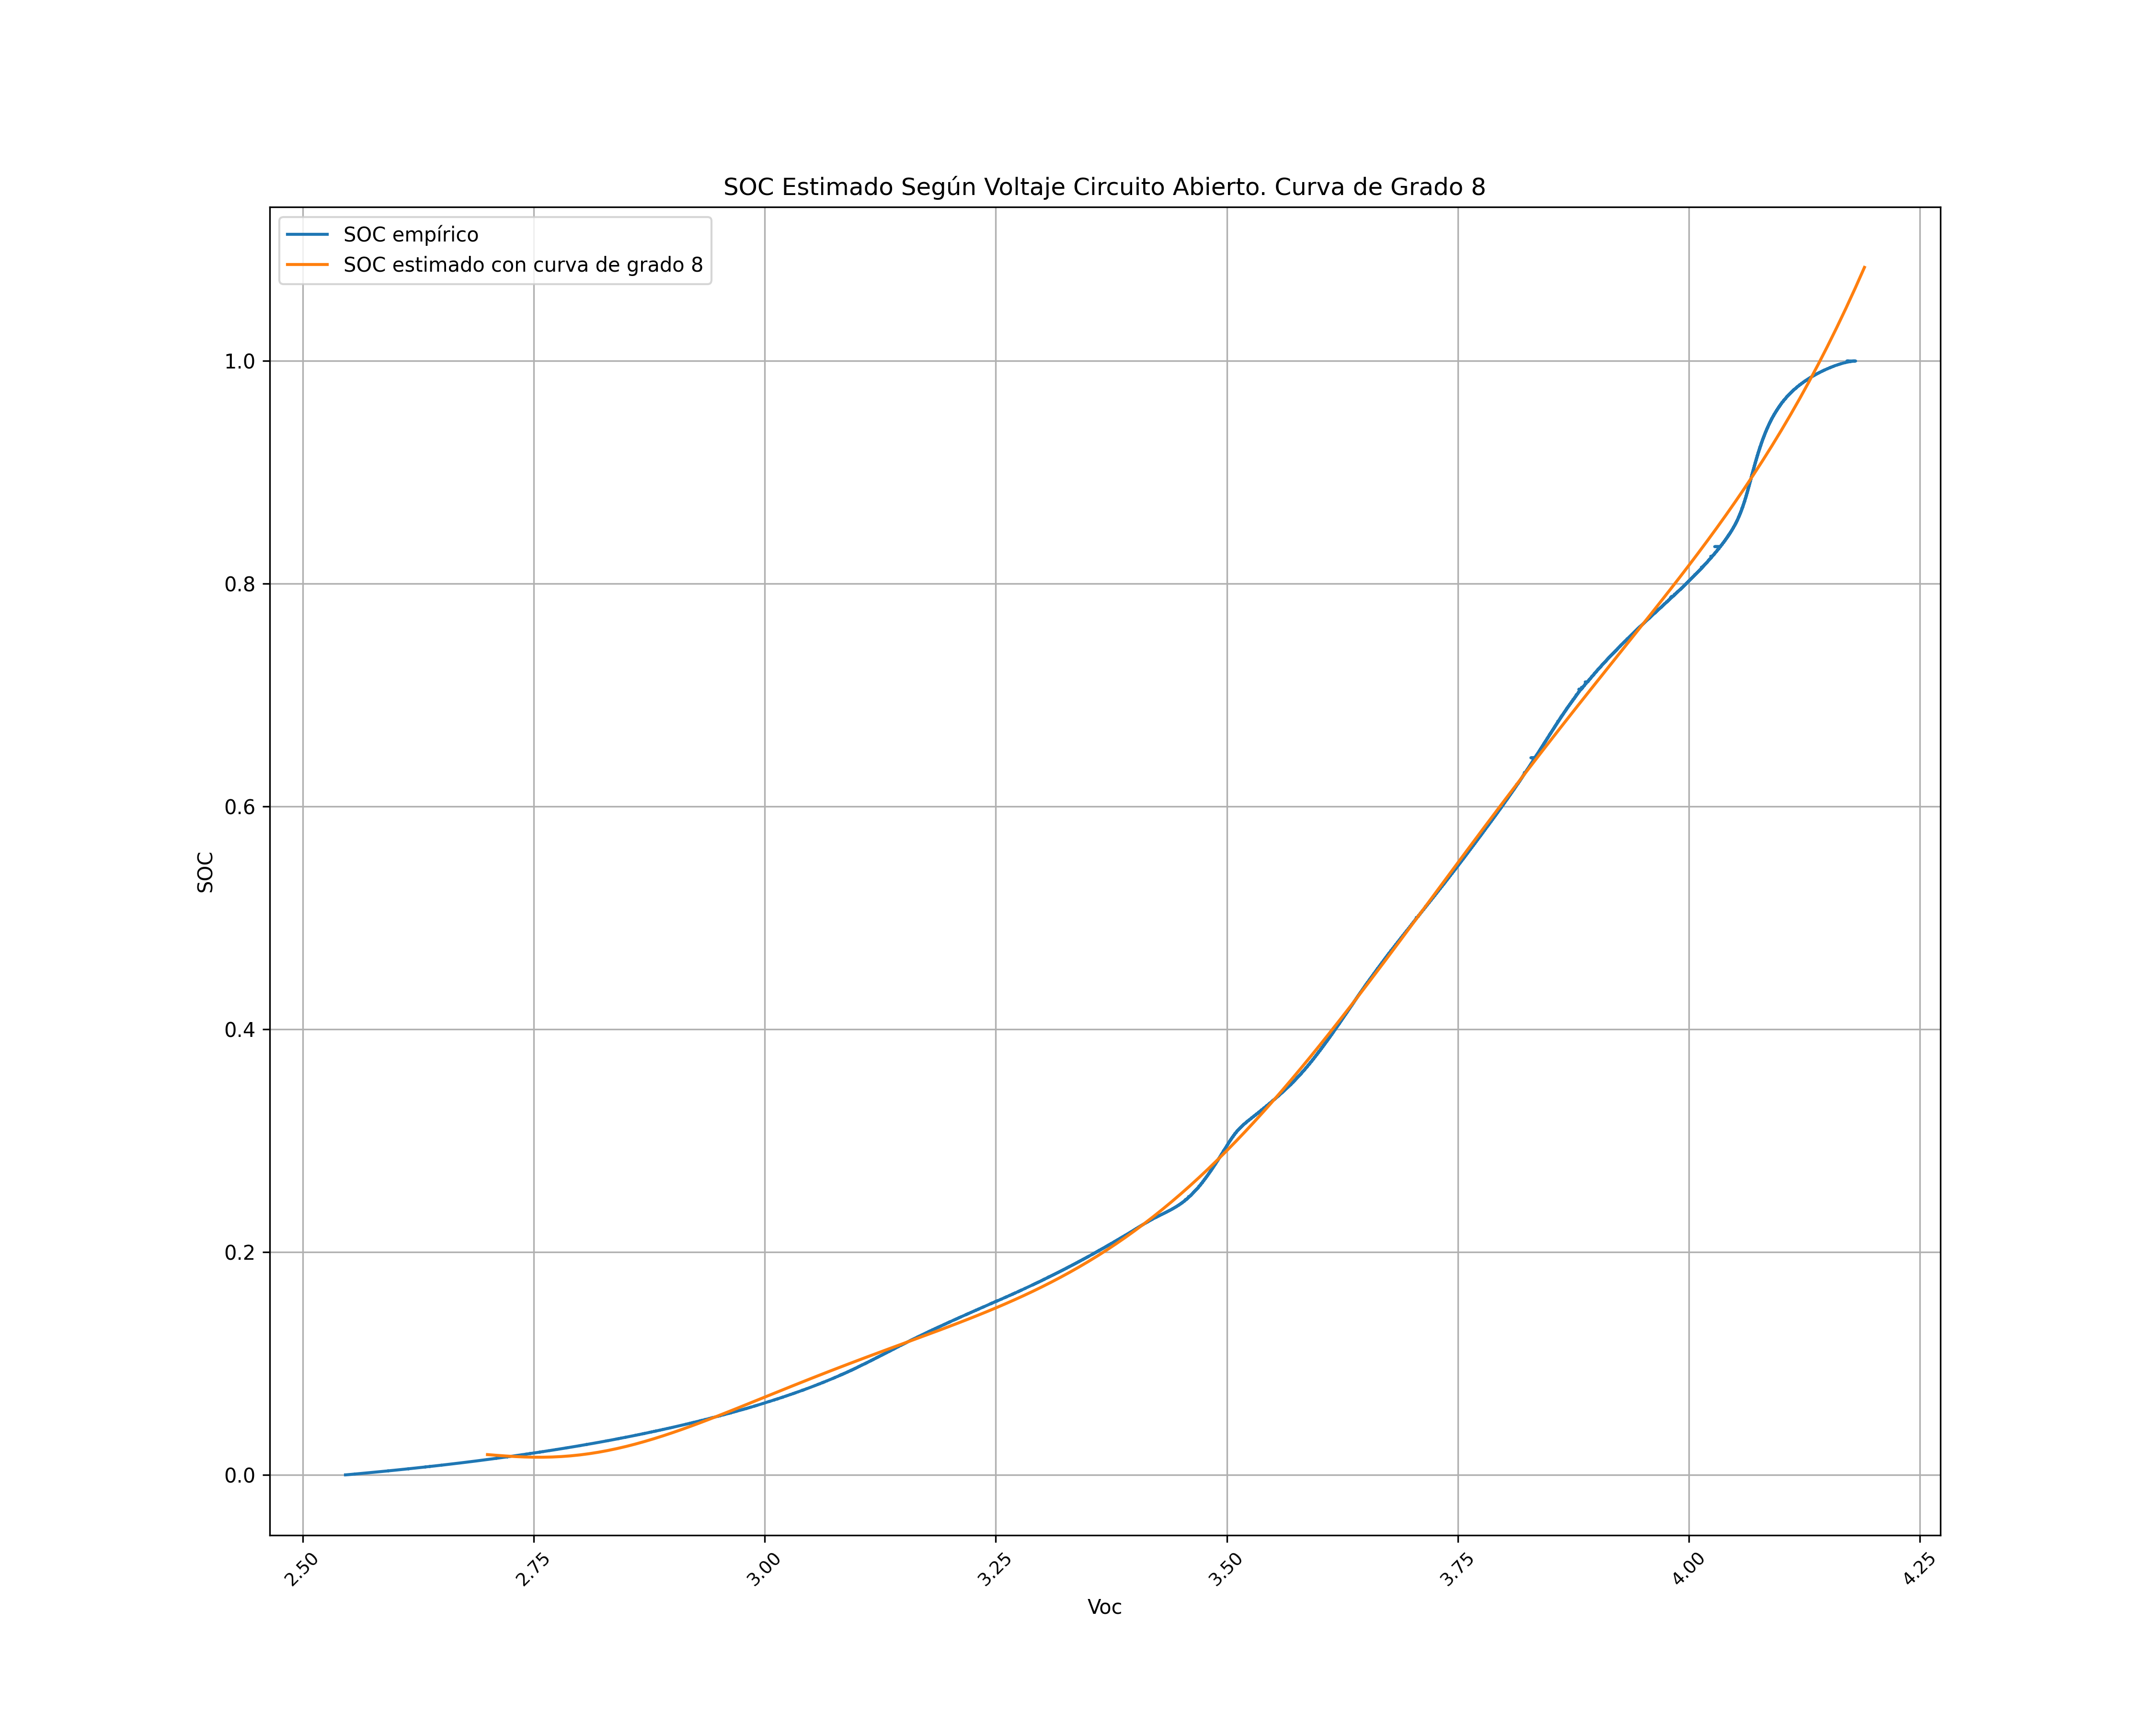 SOC Estimado Según Voltaje Circuito Abierto. Curva de Grado 8
SOC empírico
SOC estimado con curva de grado 8
1.0
0.8
0.6
0.4
0.2
0.0
SOC
2.50
2.75
3.00
3.25
3.50
3.75
4.00
4.25
Voc